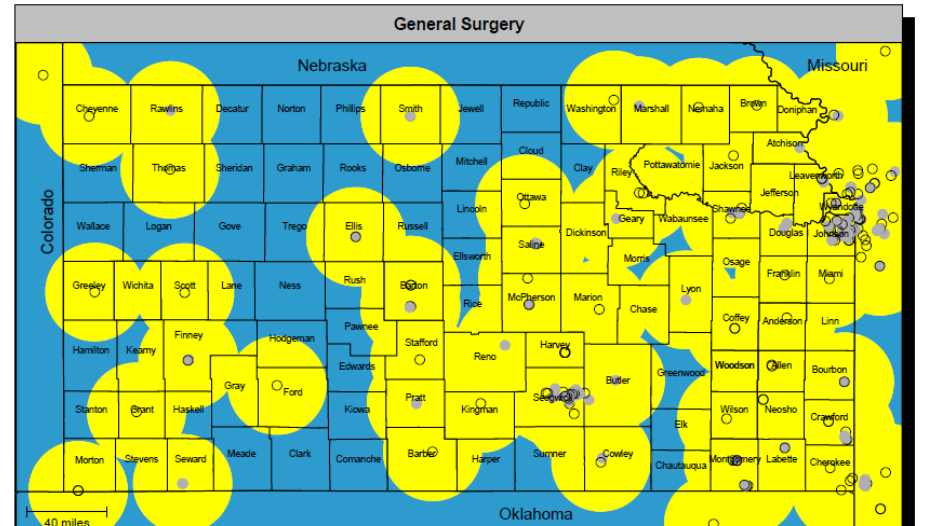 General Surgery
Nebraska
Missouri
Cheyenne Rawlins Decatur Norton Phillips Smith Jewell Republic Washington Marshall Nemaha Brown Doniphan
Atchison
Sherman Thomas Sheridan Graham Rooks Osborne Mitchell Cloud Clay Riley Pottawatomie Jackson
Leavenworth
Jefferson
Wyandotte
Colorado
Wallace Logan Gove Trego Ellis Russell Lincoln Ottawa
Dickinson Geary Wabaunsee Shawnee Douglas Johnson
Saline
Ellsworth
Morris
Osage
Greeley Wichita Scott Lane Ness Rush Barton Rice McPherson Marion Chase Lyon Franklin Miami
Coffey Anderson Linn
Pawnee
Hamilton Kearny Finney Hodgeman Stafford Reno Harvey
Edwards
Gray Ford
Greenwood Woodson Allen Bourbon
Butler
Stanton Grant Haskell Kiowa Pratt Kingman Sedgwick
Elk
Wilson Neosho Crawford
Morton Stevens Seward Meade Clark Comanche Barber Harper Sumner Cowley Chautauqua Montgomery Labette Cherokee
Oklahoma
40 miles